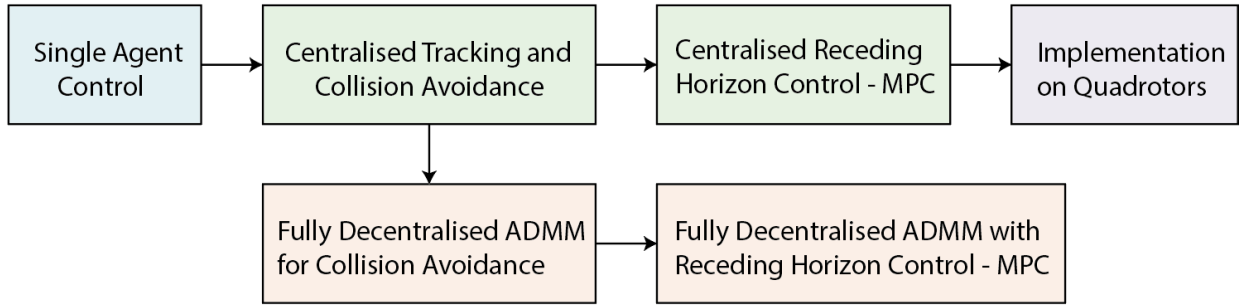 Single Agent
Control
Centralised Tracking and
Collision Avoidance
Centralised Receding
Horizon Control - MPC
Implementation
on Quadrotors
Fully Decentralised ADMM
for Collision Avoidance
Fully Decentralised ADMM with
Receding Horizon Control - MPC